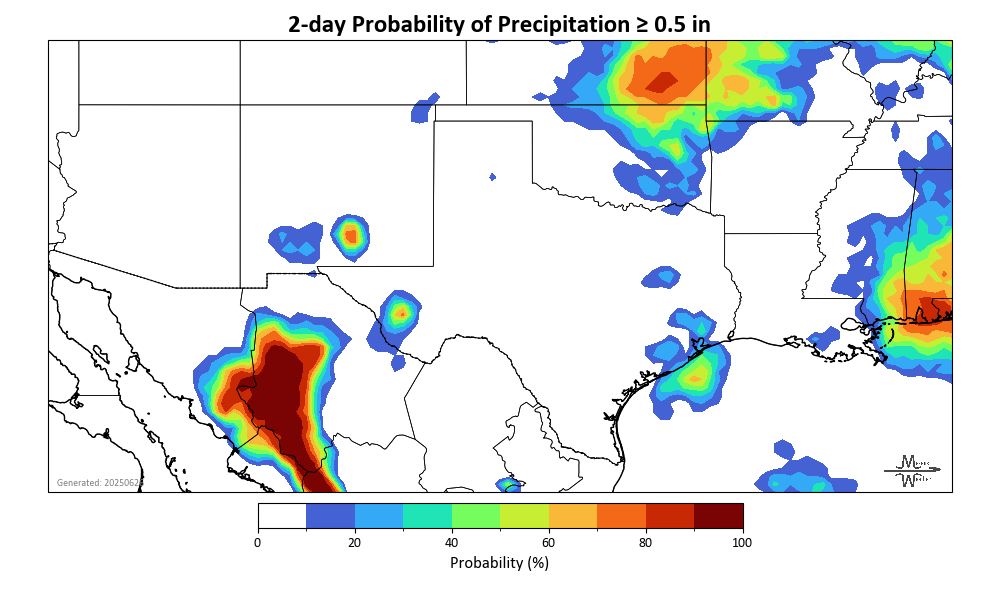 2-day Probability of Precipitation ≥ 0.5 in
Generated: 2025062
0 20 40 60 80 100
Probability (%)